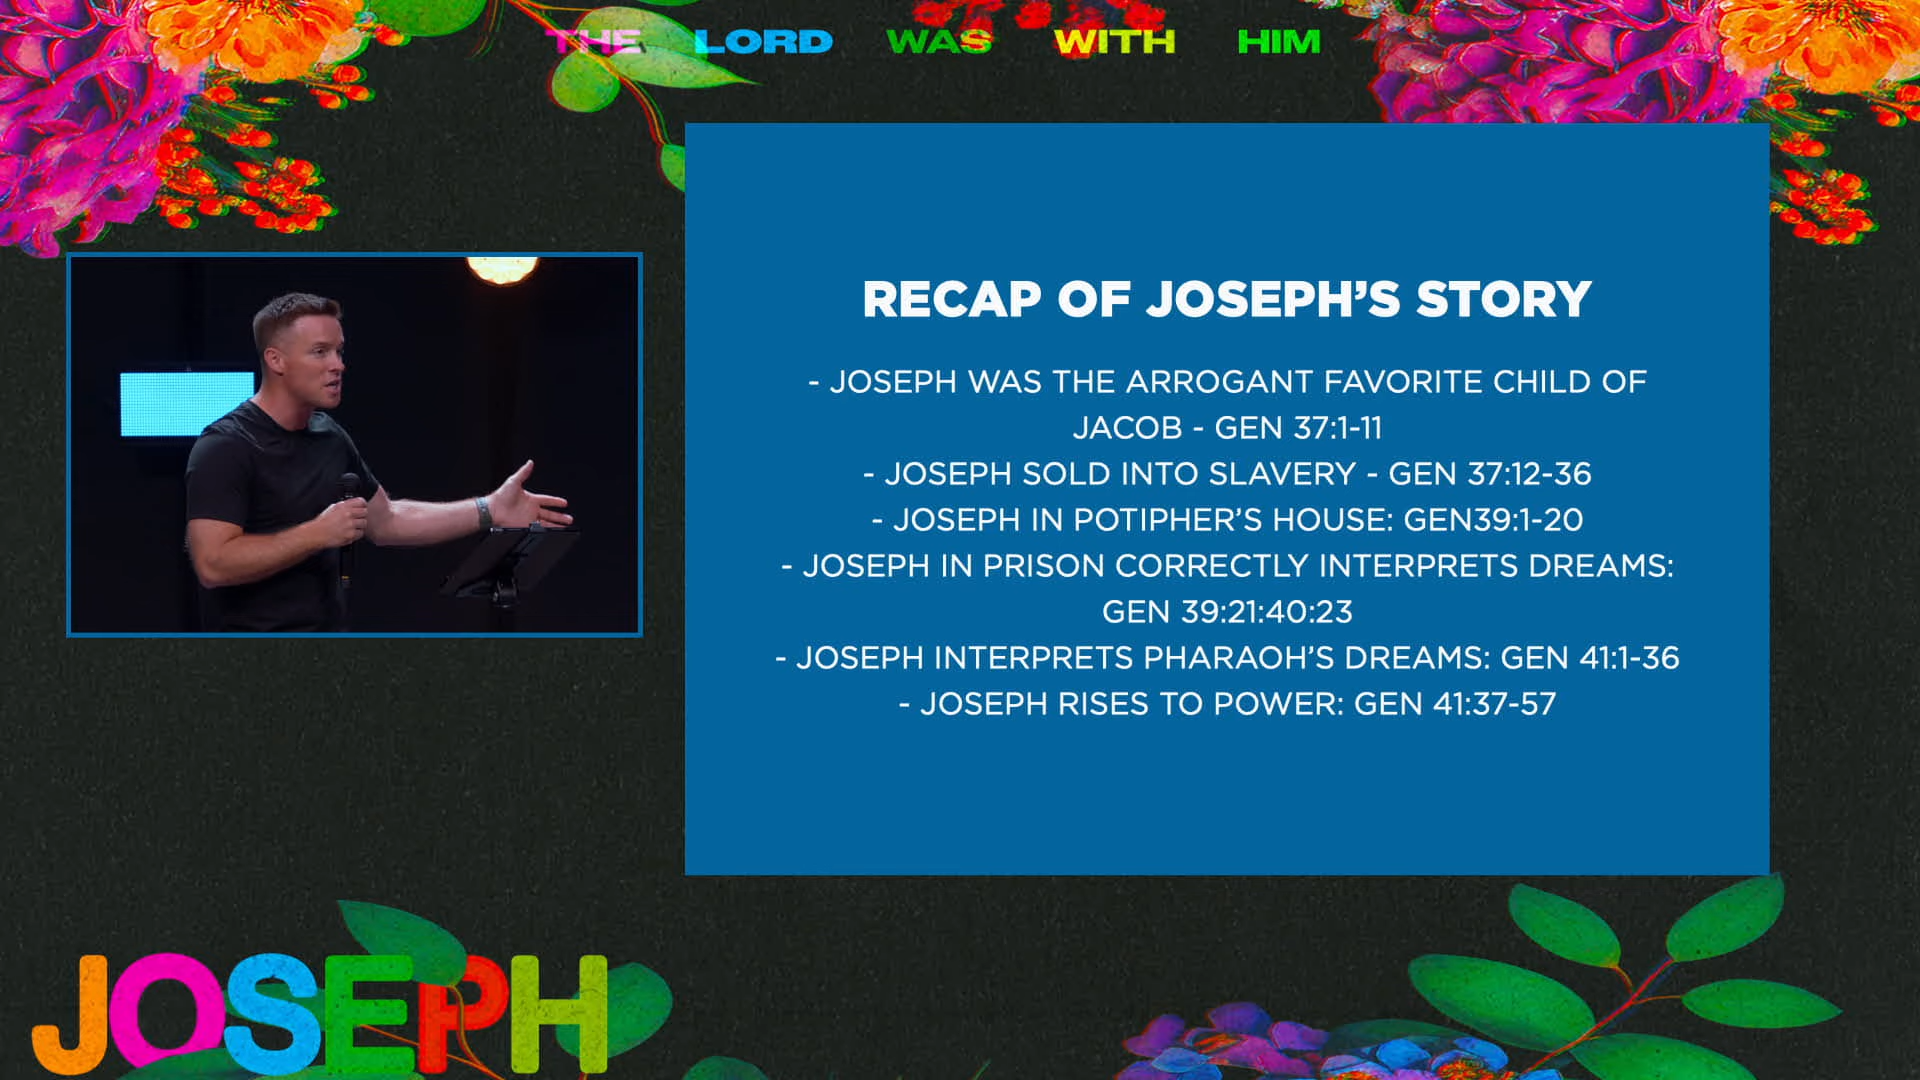 THE LORD WAS WITH HIM
RECAP OF JOSEPH’S STORY
- JOSEPH WAS THE ARROGANT FAVORITE CHILD OF
JACOB - GEN 37:1-11
- JOSEPH SOLD INTO SLAVERY - GEN 37:12-36
- JOSEPH IN POTIPHER’S HOUSE: GEN39:1-20
- JOSEPH IN PRISON CORRECTLY INTERPRETS DREAMS:
GEN 39:21:40:23
- JOSEPH INTERPRETS PHARAOH’S DREAMS: GEN 41:1-36
- JOSEPH RISES TO POWER: GEN 41:37-57
JOSEPH